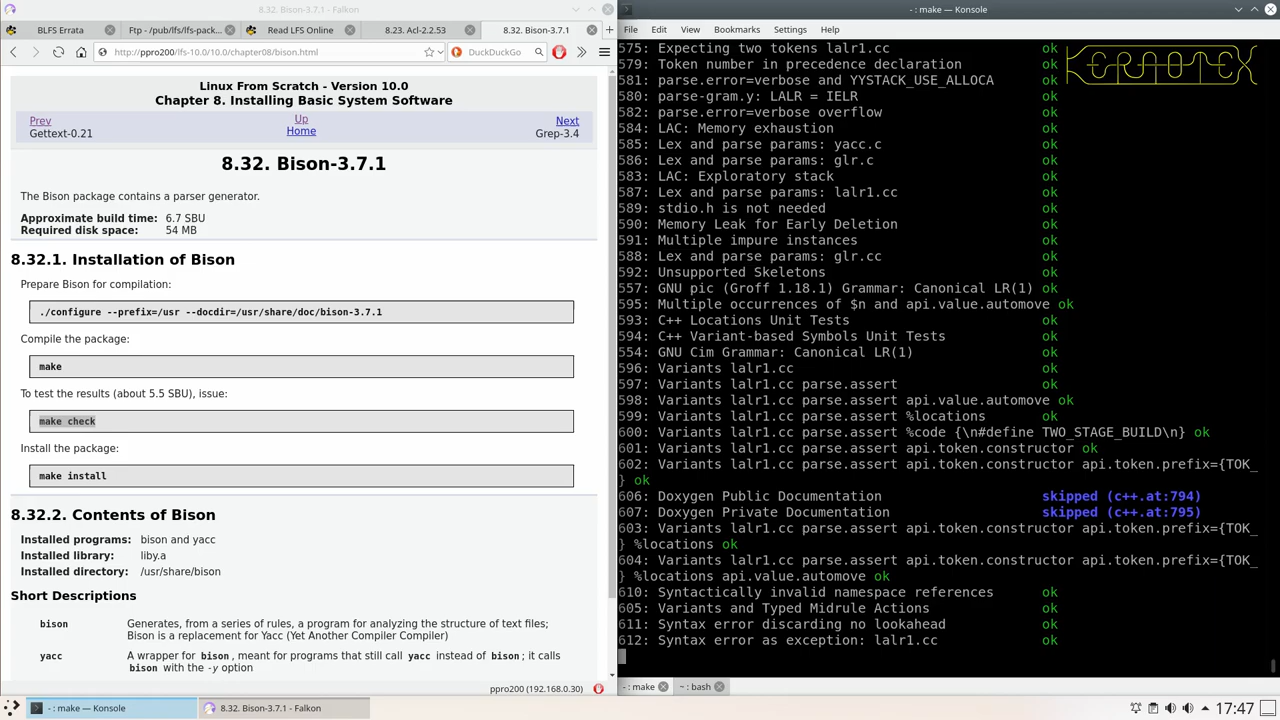 8.32. Bison-3.7.1 - Falkon
BLFS Errata
Ftp - /pub/lfs/lfs-pack...
Read LFS Online
8.23. Acl-2.2.53
8.32. Bison-3.7.1
http://ppro200/lfs-10.0/10.0/chapter08/bison.html
DuckDuckGo
Linux From Scratch - Version 10.0
Chapter 8. Installing Basic System Software
Prev
Up
Next
Gettext-0.21
Home
Grep-3.4
8.32. Bison-3.7.1
The Bison package contains a parser generator.
Approximate build time: 6.7 SBU
Required disk space: 54 MB
8.32.1. Installation of Bison
Prepare Bison for compilation:
./configure --prefix=/usr --docdir=/usr/share/doc/bison-3.7.1
Compile the package:
make
To test the results (about 5.5 SBU), issue:
make check
Install the package:
make install
8.32.2. Contents of Bison
Installed programs: bison and yacc
Installed library: liby.a
Installed directory: /usr/share/bison
Short Descriptions
bison Generates, from a series of rules, a program for analyzing the structure of text files;
Bison is a replacement for Yacc (Yet Another Compiler Compiler)
yacc A wrapper for bison, meant for programs that still call yacc instead of bison; it calls
bison with the -y option
ppro200 (192.168.0.30)
- : make — Konsole
File Edit View Bookmarks Settings Help
575: Expecting two tokens lalr1.cc ok
579: Token number in precedence declaration ok
581: parse.error=verbose and YYSTACK_USE_ALLOCA ok
580: parse-gram.y: LALR = IELR ok
582: parse.error=verbose overflow ok
584: LAC: Memory exhaustion ok
585: Lex and parse params: yacc.c ok
586: Lex and parse params: glr.c ok
583: LAC: Exploratory stack ok
587: Lex and parse params: lalr1.cc ok
589: stdio.h is not needed ok
590: Memory Leak for Early Deletion ok
591: Multiple impure instances ok
588: Lex and parse params: glr.cc ok
592: Unsupported Skeletons ok
557: GNU pic (Groff 1.18.1) Grammar: Canonical LR(1) ok
595: Multiple occurrences of $n and api.value.automove ok
593: C++ Locations Unit Tests ok
594: C++ Variant-based Symbols Unit Tests ok
554: GNU Cim Grammar: Canonical LR(1) ok
596: Variants lalr1.cc ok
597: Variants lalr1.cc parse.assert ok
598: Variants lalr1.cc parse.assert api.value.automove ok
599: Variants lalr1.cc parse.assert %locations ok
600: Variants lalr1.cc parse.assert %code {\n#define TWO_STAGE_BUILD\n} ok
601: Variants lalr1.cc parse.assert api.token.constructor ok
602: Variants lalr1.cc parse.assert api.token.constructor api.token.prefix={TOK_
} ok
606: Doxygen Public Documentation skipped (c++.at:794)
607: Doxygen Private Documentation skipped (c++.at:795)
603: Variants lalr1.cc parse.assert api.token.constructor api.token.prefix={TOK_
} %locations ok
604: Variants lalr1.cc parse.assert api.token.constructor api.token.prefix={TOK_
} %locations api.value.automove ok
610: Syntactically invalid namespace references ok
605: Variants and Typed Midrule Actions ok
611: Syntax error discarding no lookahead ok
612: Syntax error as exception: lalr1.cc ok
- : make
~ : bash
- : make — Konsole
8.32. Bison-3.7.1 - Falkon
17:47